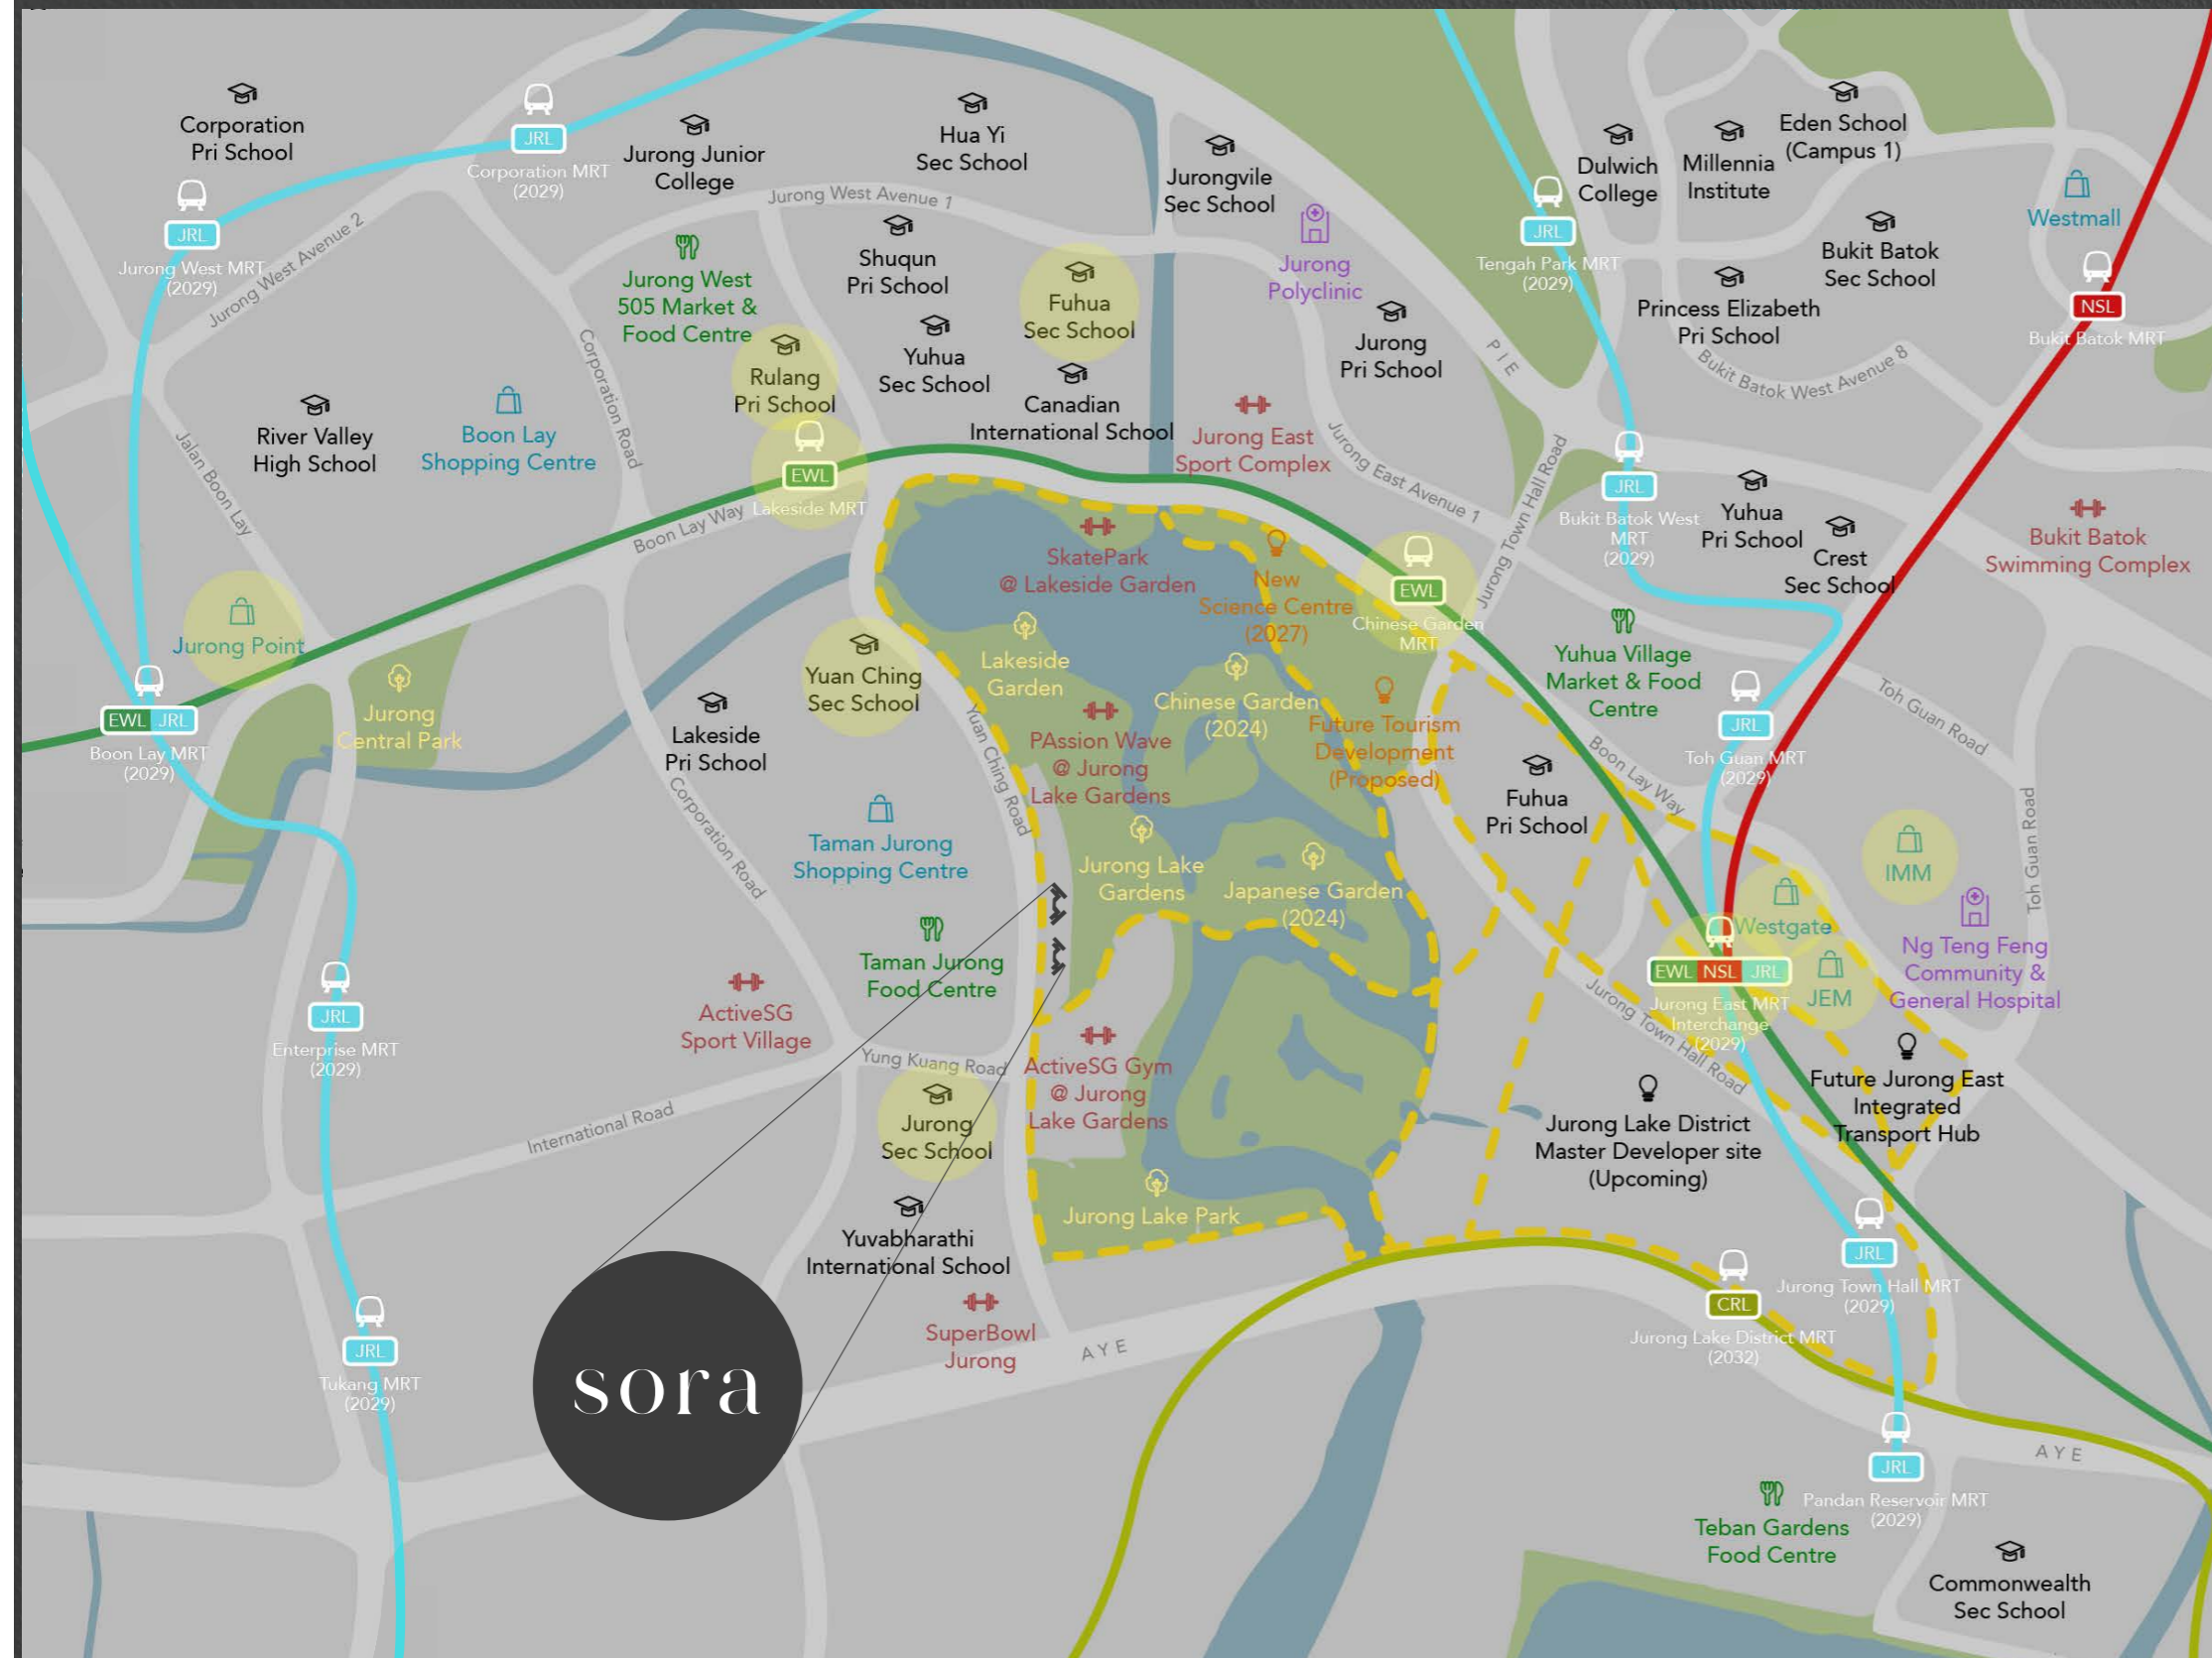 Corporation
Pri School
JRL
Corporation MRT
(2029)
Jurong Junior
College
Hua Yi
Sec School
Jurongvile
Sec School
Dulwich
College
Millennia
Institute
Eden School
(Campus 1)
Westmall
JRL
Jurong West MRT
(2029)
Jurong West Avenue 2
Jurong West Avenue 1
Jurong West
505 Market &
Food Centre
Shuqun
Pri School
Fuhua
Sec School
Jurong
Polyclinic
JRL
Tengah Park MRT
(2029)
Bukit Batok
Sec School
Princess Elizabeth
Pri School
NSL
Bukit Batok MRT
Rulang
Pri School
Yuhua
Sec School
Canadian
International School
Jurong
Pri School
PIE
Bukit Batok West Avenue 8
Corporation Road
River Valley
High School
Boon Lay
Shopping Centre
Jalan Boon Lay
EWL
Lakeside MRT
Boon Lay Way
Jurong East
Sport Complex
Jurong East Avenue 1
Jurong Town Hall Road
JRL
Bukit Batok West
MRT
(2029)
Yuhua
Pri School
Crest
Sec School
Bukit Batok
Swimming Complex
SkatePark
@ Lakeside Garden
New
Science Centre
(2027)
EWL
Chinese Garden
MRT
Jurong Point
EWL JRL
Boon Lay MRT
(2029)
Jurong
Central Park
Yuan Ching
Sec School
Lakeside
Pri School
Lakeside
Garden
Chinese Garden
(2024)
Future Tourism
Development
(Proposed)
PAssion Wave
@ Jurong
Lake Gardens
Yuan Ching Road
Yuhua Village
Market & Food
Centre
JRL
Toh Guan MRT
(2029)
Toh Guan Road
Boon Lay Way
Fuhua
Pri School
Corporation Road
Taman Jurong
Shopping Centre
Jurong Lake
Gardens
Japanese Garden
(2024)
IMM
Toh Guan Road
Westgate
Ng Teng Feng
Community &
General Hospital
EWL NSL JRL
Jurong East MRT
Interchange
(2029)
JEM
Taman Jurong
Food Centre
ActiveSG
Sport Village
JRL
Enterprise MRT
(2029)
Yung Kuang Road
ActiveSG Gym
@ Jurong
Lake Gardens
Jurong Town Hall Road
Future Jurong East
Integrated
Transport Hub
Jurong Lake District
Master Developer site
(Upcoming)
International Road
Jurong
Sec School
Jurong Lake Park
Yuvabharathi
International School
JRL
Jurong Town Hall MRT
(2029)
CRL
Jurong Lake District MRT
(2032)
SuperBowl
Jurong
AYE
JRL
Tukang MRT
(2029)
sora
AYE
JRL
Pandan Reservoir MRT
(2029)
Teban Gardens
Food Centre
Commonwealth
Sec School